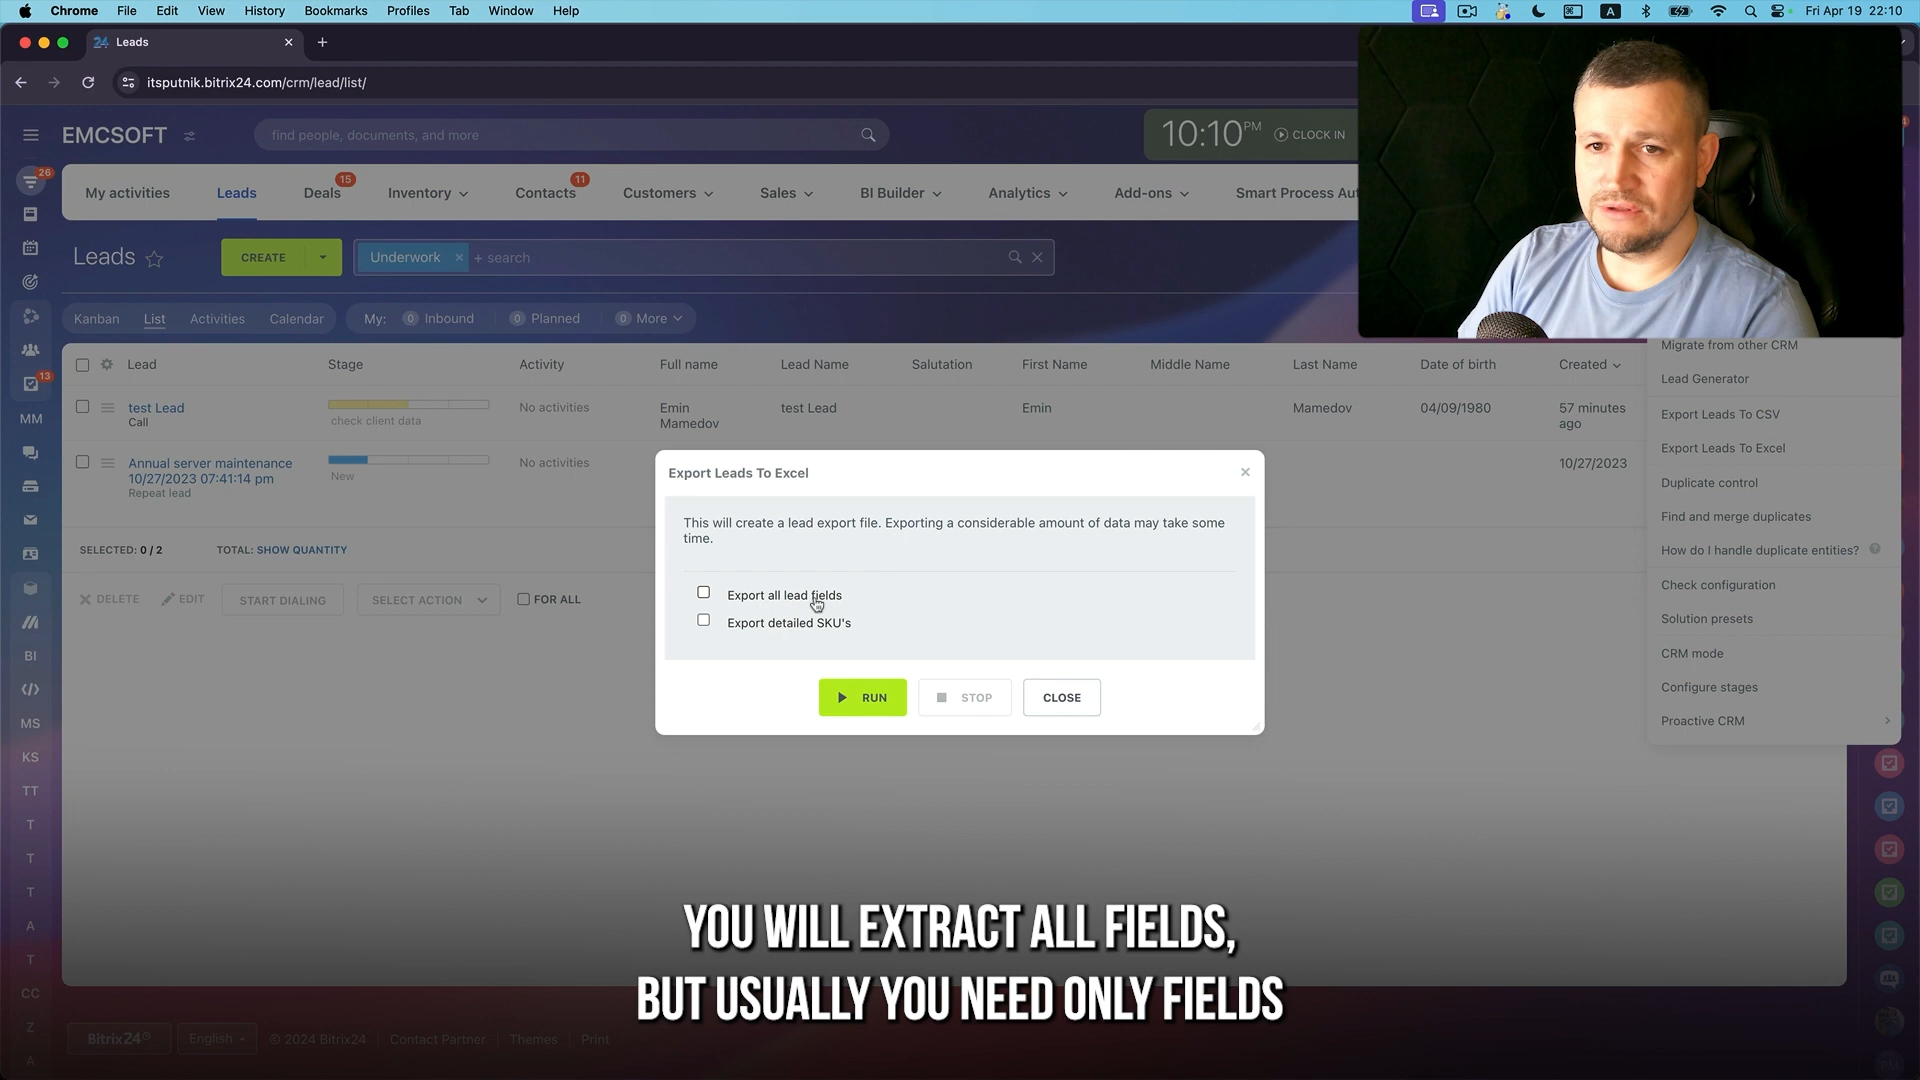 Chrome File Edit View History Bookmarks Profiles Tab Window Help
A Fri Apr 19 22:10
24 Leads
itsputnik.bitrix24.com/crm/lead/list/
EMCSOFT
find people, documents, and more
10:10 PM CLOCK IN
26
My activities Leads Deals 15 Inventory Contacts 11 Customers Sales BI Builder Analytics Add-ons Smart Process Aut
Leads CREATE Underwork + search
Kanban List Activities Calendar My: 0 Inbound 0 Planned 0 More
Lead Stage Activity Full name Lead Name Salutation First Name Middle Name Last Name Date of birth Created
test Lead
Call
check client data
No activities
Emin
Mamedov
test Lead
Emin
Mamedov
04/09/1980
57 minutes
ago
Annual server maintenance
10/27/2023 07:41:14 pm
Repeat lead
New
No activities
10/27/2023
SELECTED: 0 / 2 TOTAL: SHOW QUANTITY
DELETE EDIT START DIALING SELECT ACTION FOR ALL
Export Leads To Excel
This will create a lead export file. Exporting a considerable amount of data may take some
time.
Export all lead fields
Export detailed SKU's
RUN STOP CLOSE
Migrate from other CRM
Lead Generator
Export Leads To CSV
Export Leads To Excel
Duplicate control
Find and merge duplicates
How do I handle duplicate entities?
Check configuration
Solution presets
CRM mode
Configure stages
Proactive CRM
13
MM
BI
MS
KS
TT
T
T
T
A
T
CC
Z
A
YOU WILL EXTRACT ALL FIELDS,
BUT USUALLY YOU NEED ONLY FIELDS
Bitrix24 English © 2024 Bitrix24 Contact Partner Themes Print